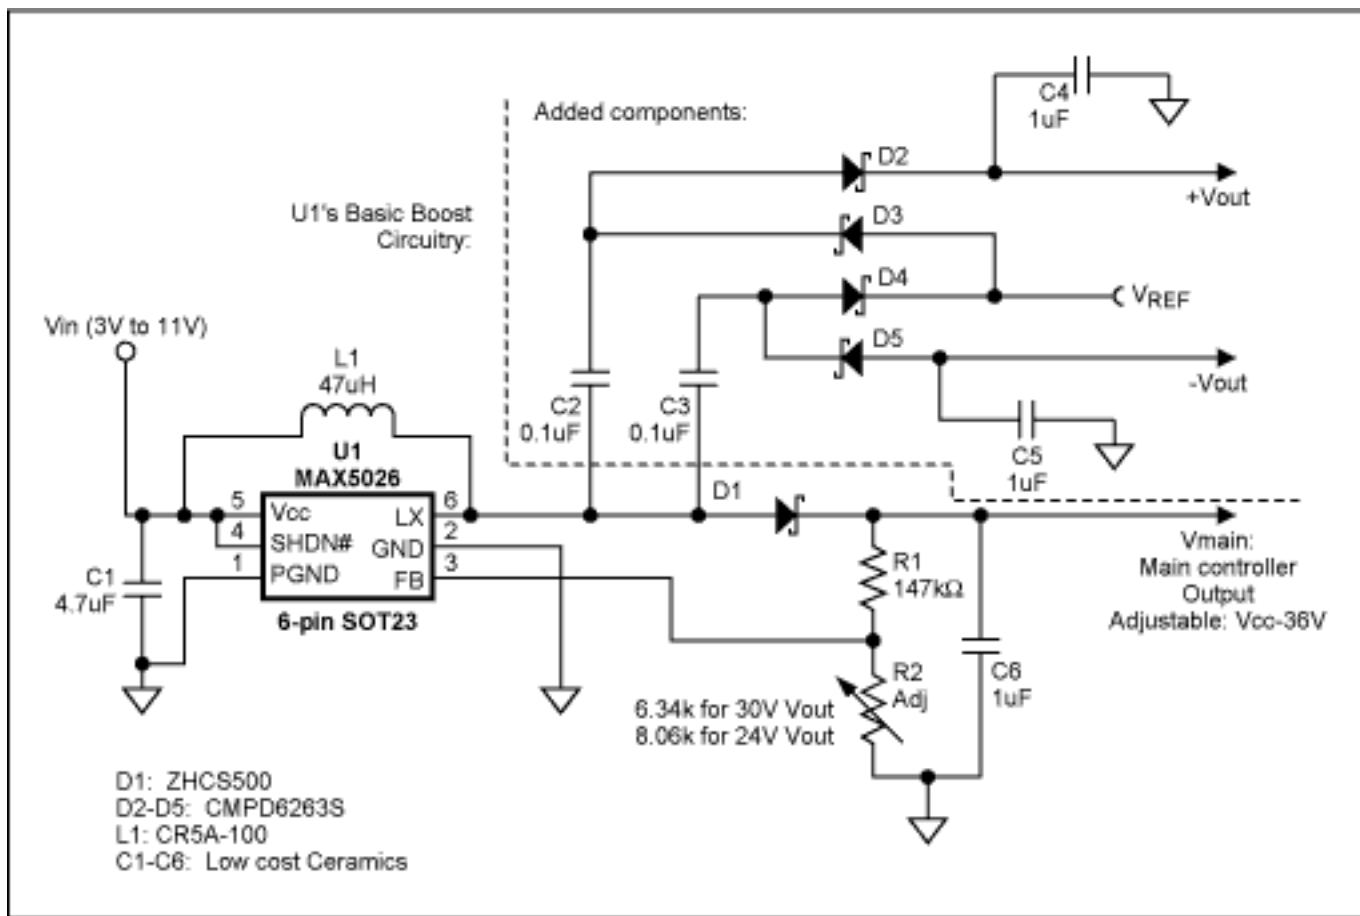 Added components:
C4
1uF
D2
+Vout
U1's Basic Boost
Circuitry:
D3
D4
VREF
Vin (3V to 11V)
D5
-Vout
L1
47uH
C2
0.1uF
C3
0.1uF
C5
1uF
U1
MAX5026
D1
5
Vcc
LX
6
4
SHDN#
GND
2
1
PGND
FB
3
C1
4.7uF
6-pin SOT23
R1
147kΩ
Vmain:
Main controller
Output
Adjustable: Vcc-36V
R2
Adj
C6
1uF
6.34k for 30V Vout
8.06k for 24V Vout
D1: ZHCS500
D2-D5: CMPD6263S
L1: CR5A-100
C1-C6: Low cost Ceramics